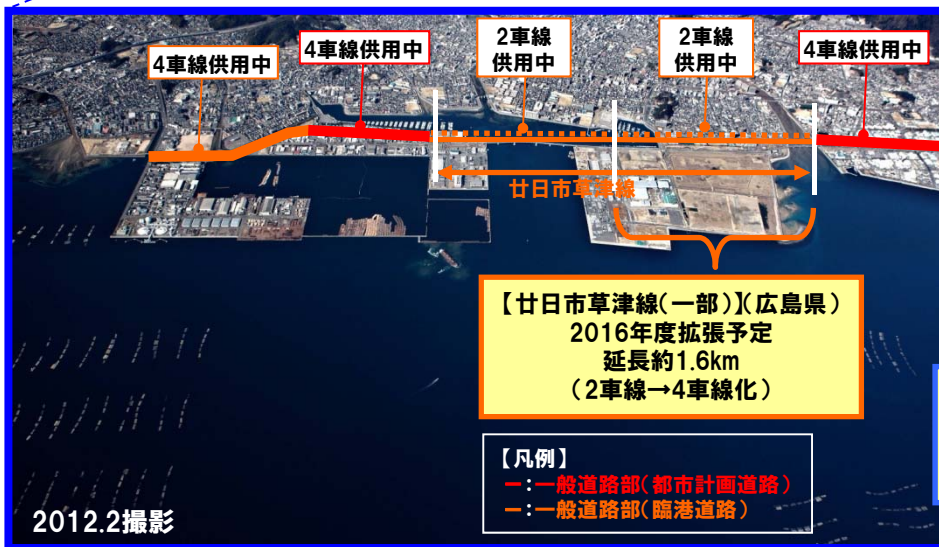 4車線供用中
4車線供用中
2車線
供用中
2車線
供用中
4車線供用中
廿日市草津線
【廿日市草津線(一部)】(広島県)
2016年度拡張予定
延長約1.6km
(2車線→4車線化)
【凡例】
ー:一般道路部(都市計画道路)
ー:一般道路部(臨港道路)
2012.2撮影